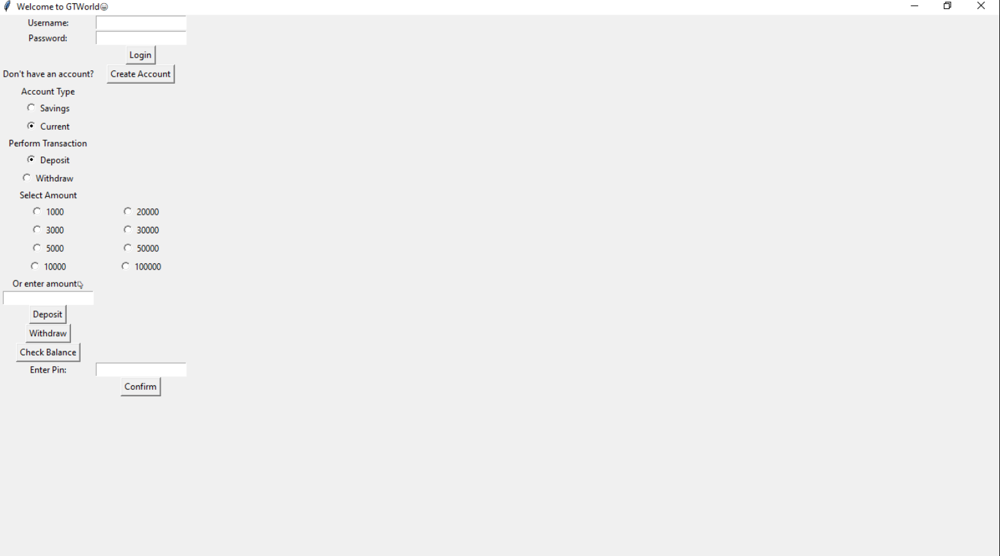 Welcome to GTWorld😀
Username:
Password:
Login
Don't have an account? Create Account
Account Type
Savings
Current
Perform Transaction
Deposit
Withdraw
Select Amount
1000 20000
3000 30000
5000 50000
10000 100000
Or enter amount👇
Deposit
Withdraw
Check Balance
Enter Pin:
Confirm